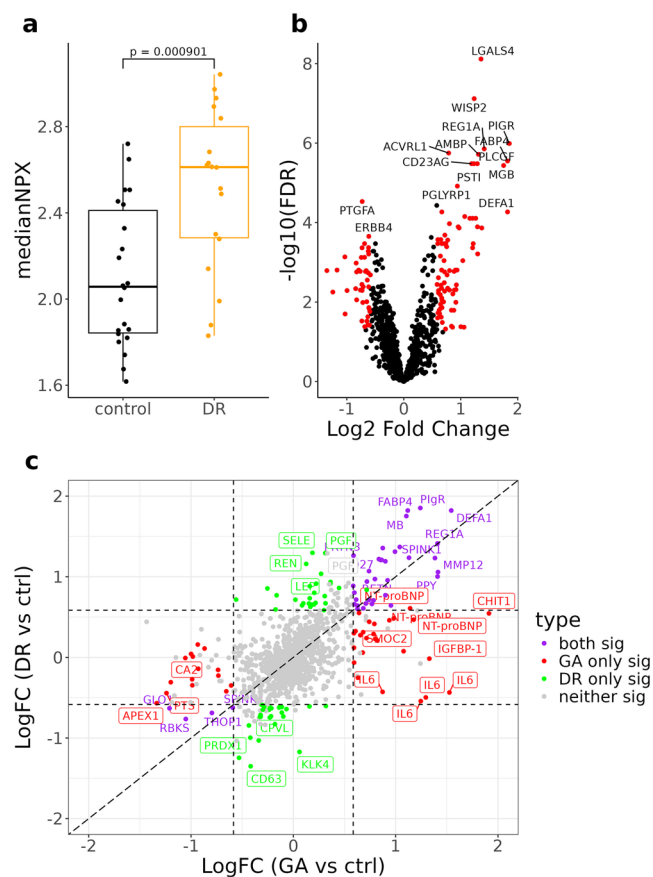 a
b
p = 0.000901
medianNPX
2.8
2.4
2.0
1.6
control
DR
-log10(FDR)
8
6
4
2
0
-1
0
1
2
Log2 Fold Change
LGALS4
WISP2
REG1A
PIGR
ACVRL1
AMBP
FABP4
CD23AG
PLCGF
PSTI
MGB
PGLYRP1
DEFA1
PTGFA
ERBB4
c
LogFC (DR vs ctrl)
2
1
0
-1
-2
-2
-1
0
1
2
LogFC (GA vs ctrl)
FABP4
PIgR
MB
DEFA1
REG1A
SELE
PGF
SPINK1
REN
MMP12
PPY
NT-proBNP
CHIT1
NT-proBNP
NT-proBNP
SMOC2
IGFBP-1
CA2
IL6
IL6
IL6
IL6
APEX1
RBKS
THOP1
CPVL
PRDX1
KLK4
CD63
type
both sig
GA only sig
DR only sig
neither sig